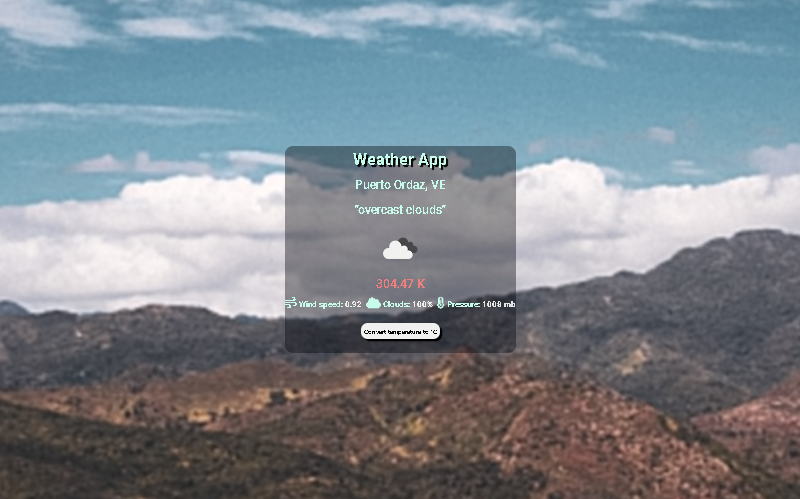 Weather App
Puerto Ordaz, VE
"overcast clouds"
304.47 K
Wind speed: 0.92 Clouds: 100% Pressure: 1008 mb
Convert temperature to °C